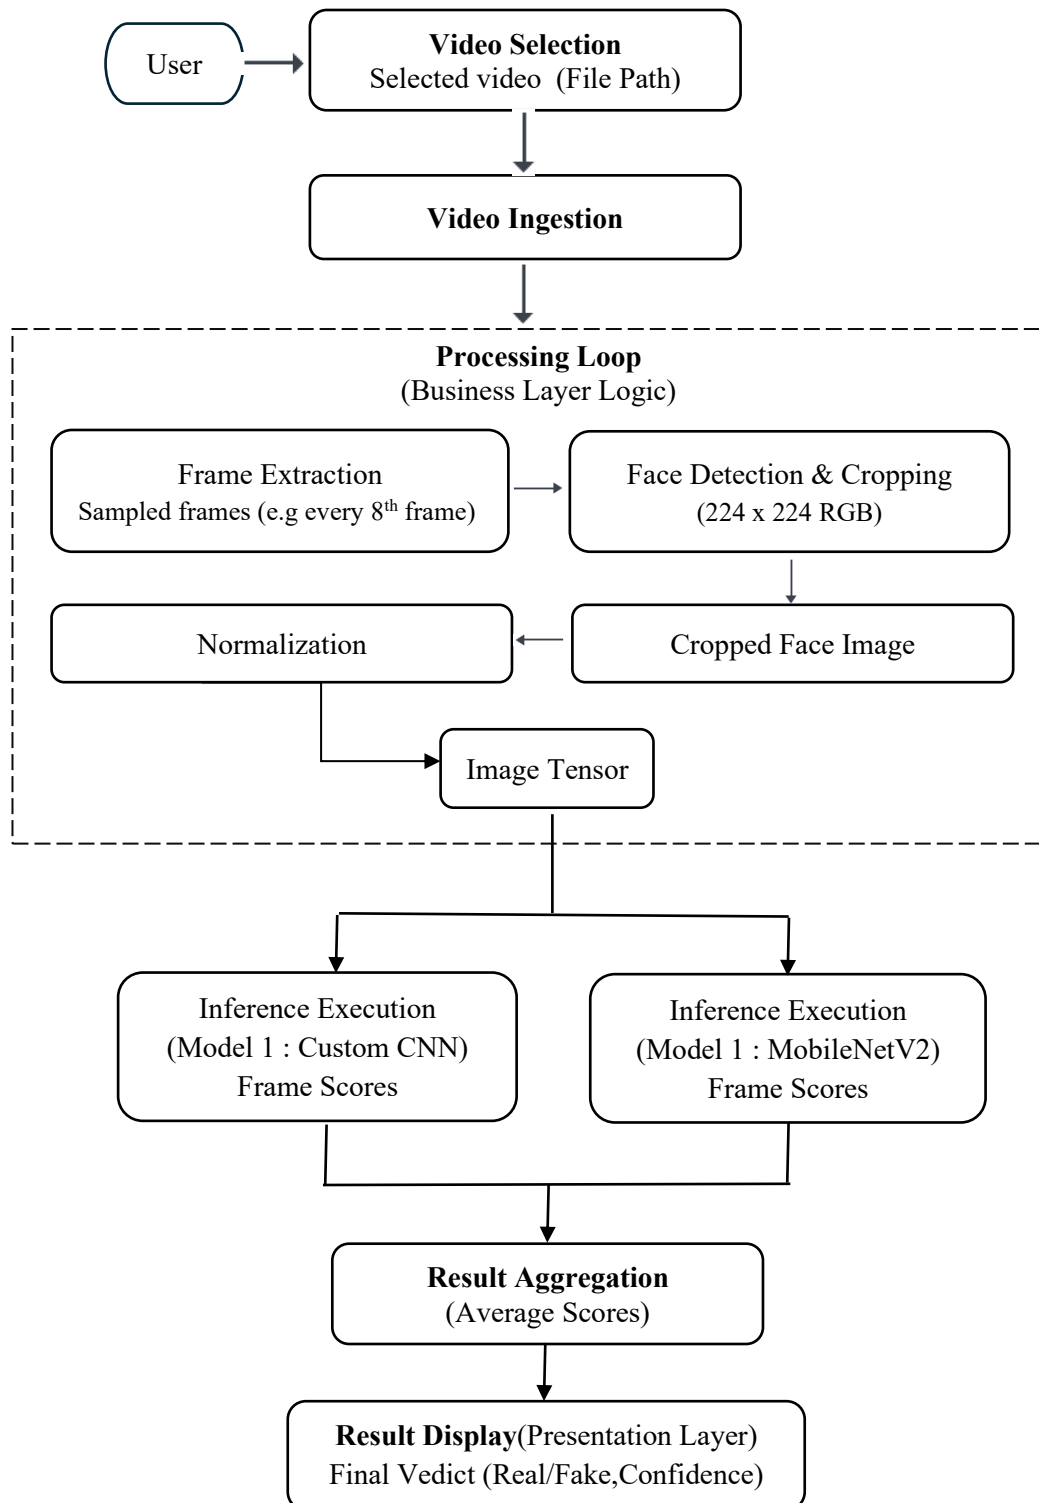 User
Video Selection
Selected video (File Path)
Video Ingestion
Processing Loop
(Business Layer Logic)
Frame Extraction
Sampled frames (e.g every 8th frame)
Face Detection & Cropping
(224 x 224 RGB)
Normalization
Cropped Face Image
Image Tensor
Inference Execution
(Model 1 : Custom CNN)
Frame Scores
Inference Execution
(Model 1 : MobileNetV2)
Frame Scores
Result Aggregation
(Average Scores)
Result Display(Presentation Layer)
Final Vedict (Real/Fake,Confidence)